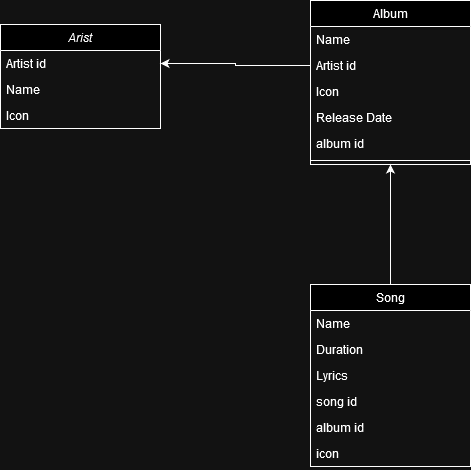 Arist
Artist id
Name
Icon
Album
Name
Artist id
Icon
Release Date
album id
Song
Name
Duration
Lyrics
song id
album id
icon